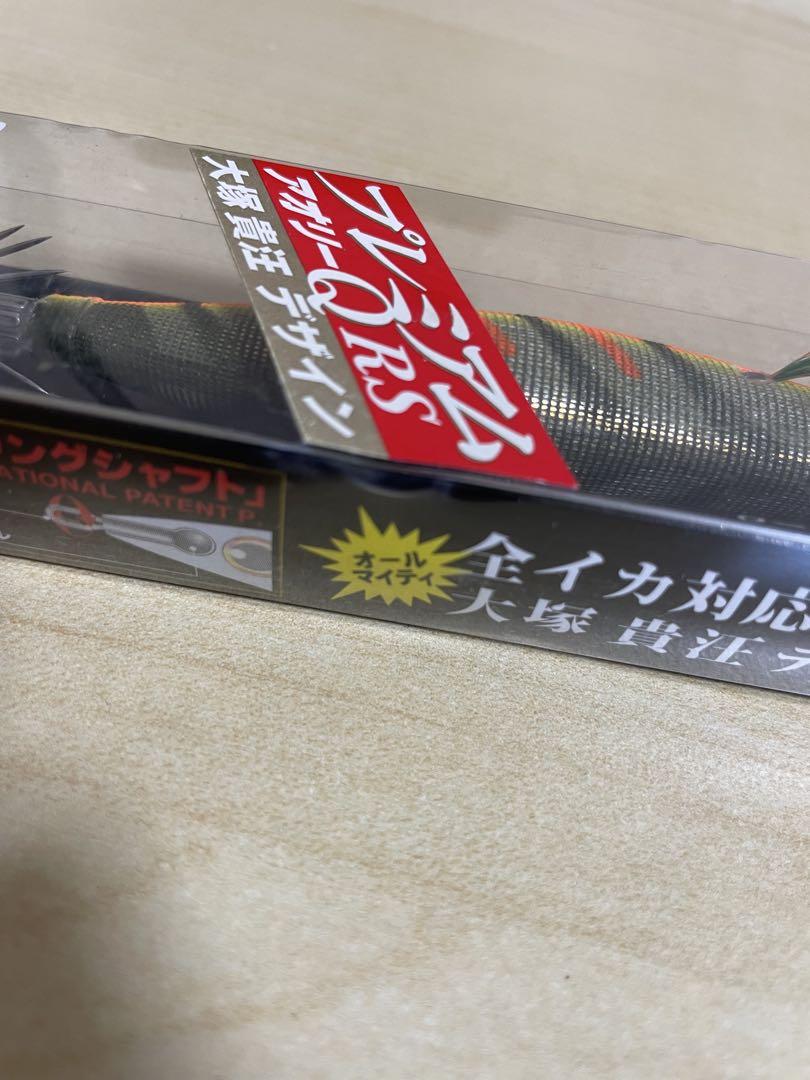 プレミアム
アオリーQ RS
大塚 貴汪 デザイン
ングシャフト」
ATIONAL PATENT P.
オール
マイティ
全イカ対応
大塚 貴汪 デ